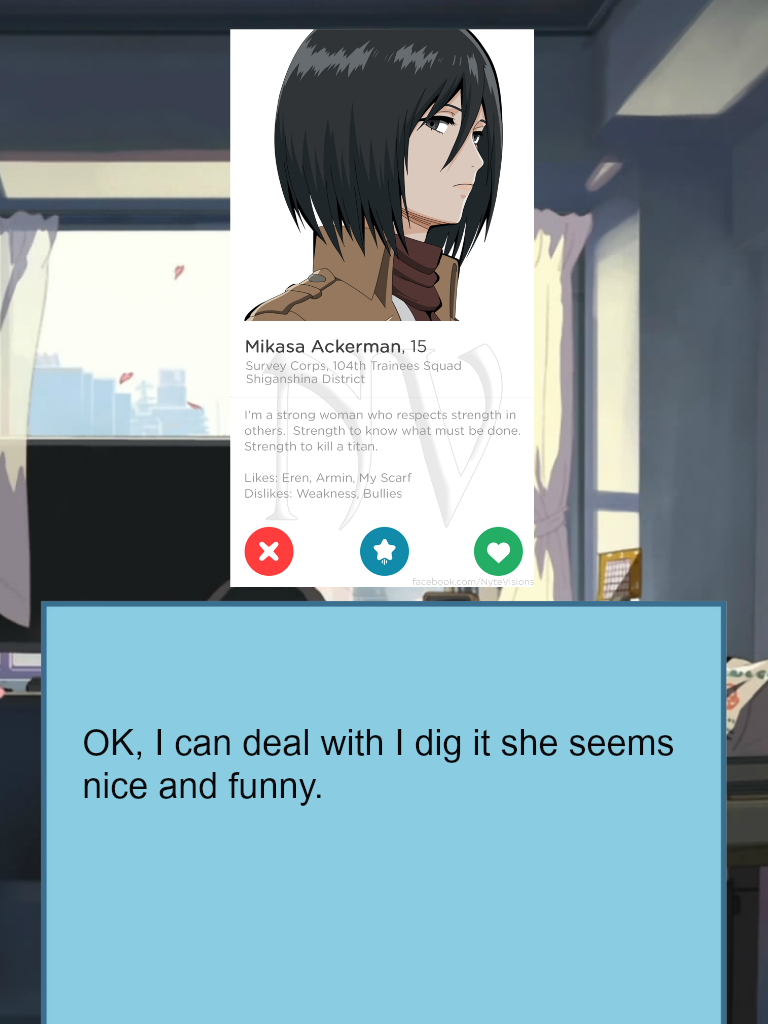 Mikasa Ackerman, 15
Survey Corps, 104th Trainees Squad
Shiganshina District
I'm a strong woman who respects strength in
others. Strength to know what must be done.
Strength to kill a titan.
Likes: Eren, Armin, My Scarf
Dislikes: Weakness, Bullies
facebook.com/NyteVisions
OK, I can deal with I dig it she seems
nice and funny.